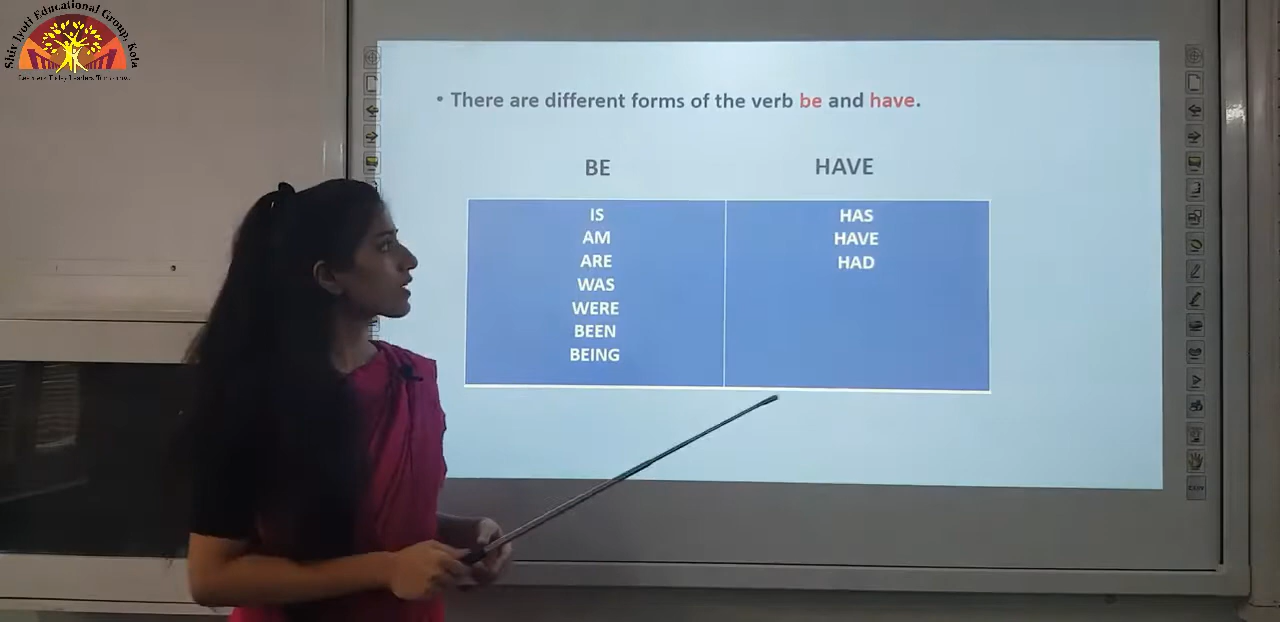 Shiv Jyoti Educational Group, Kota
• There are different forms of the verb be and have.
BE HAVE
IS HAS
AM HAVE
ARE HAD
WAS
WERE
BEEN
BEING